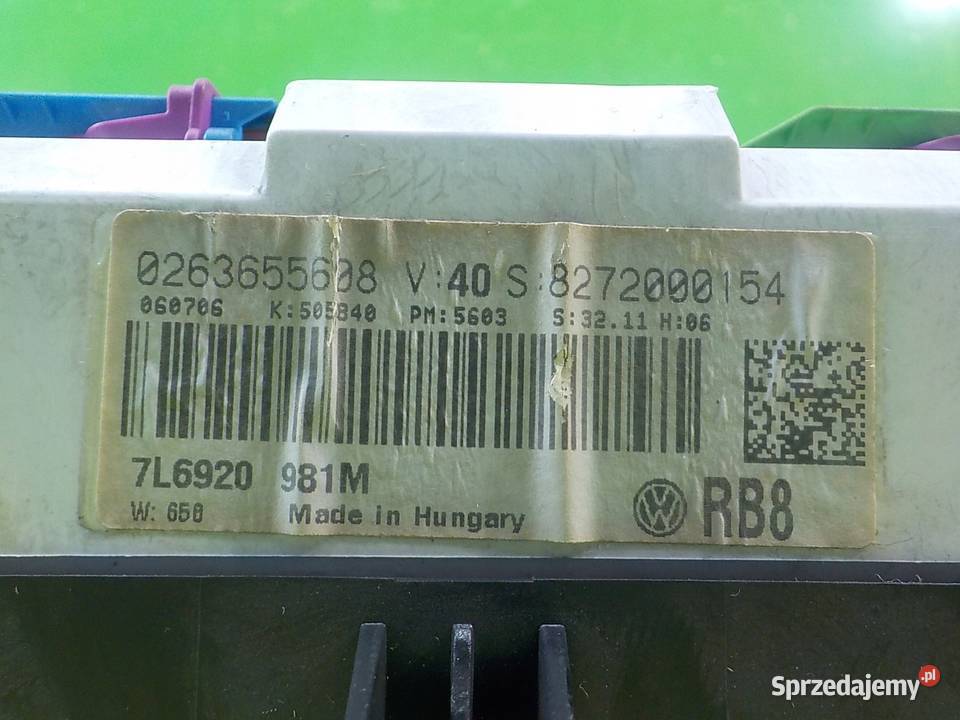 0263655608 V:40 S:8272000154
060706 K:505840 PM:5603 S:32.11 H:06
7L6920 981M
W: 650 Made in Hungary
RB8
Sprzedajemy.pl